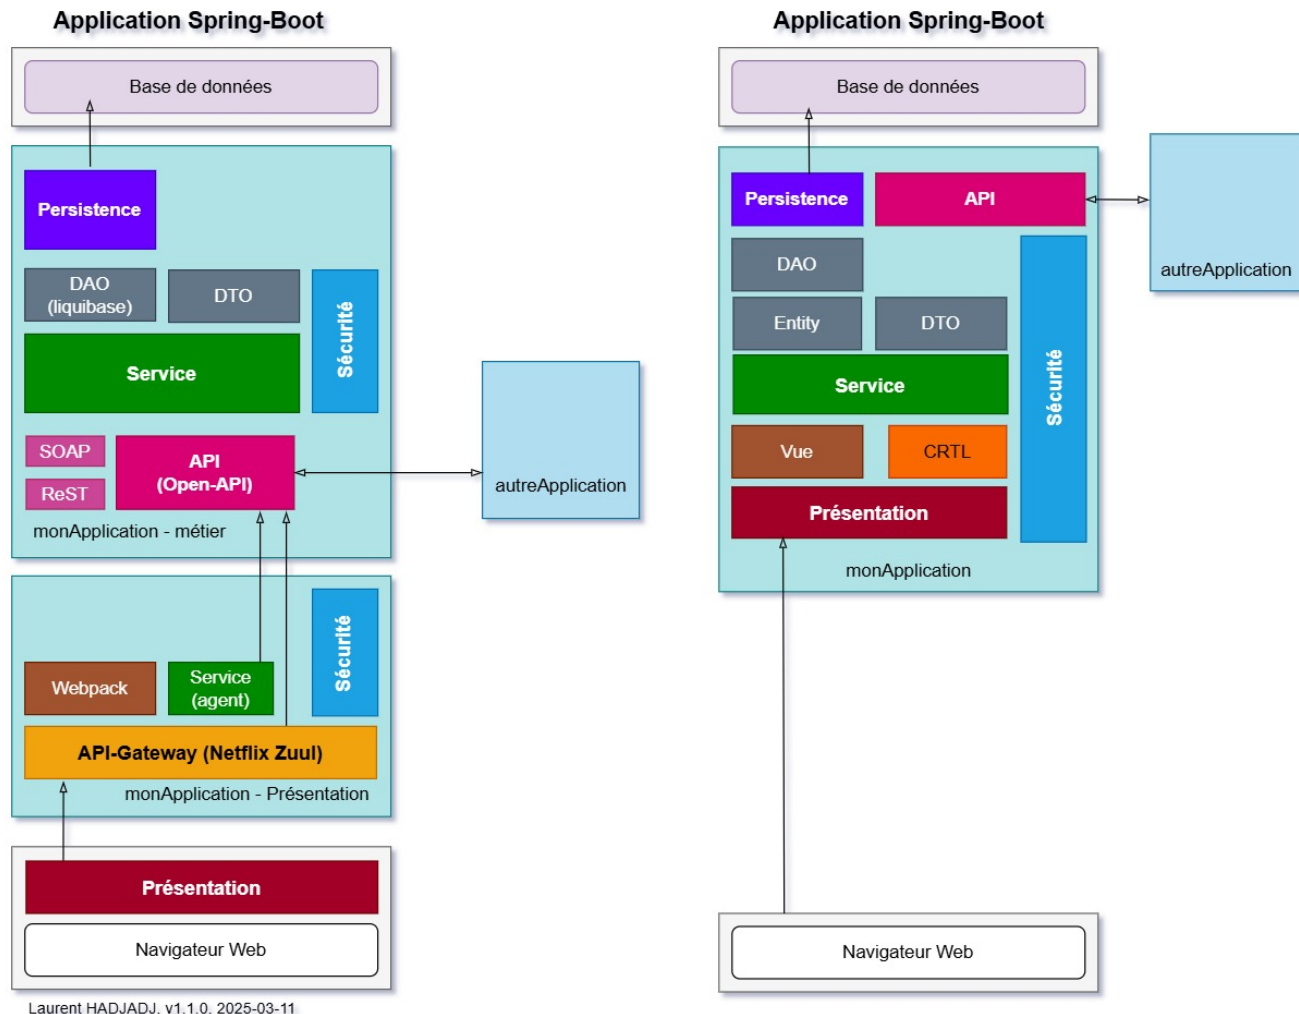 Application Spring-Boot
Base de données
Persistence
DAO
(liquibase)
DTO
Sécurité
Service
SOAP
ReST
API
(Open-API)
monApplication - métier
autreApplication
Sécurité
Webpack
Service
(agent)
API-Gateway (Netflix Zuul)
monApplication - Présentation
Présentation
Navigateur Web
Laurent HADJADJ, v1.1.0, 2025-03-11
Application Spring-Boot
Base de données
Persistence
API
autreApplication
DAO
Entity
DTO
Sécurité
Service
Vue
CRTL
Présentation
monApplication
Navigateur Web